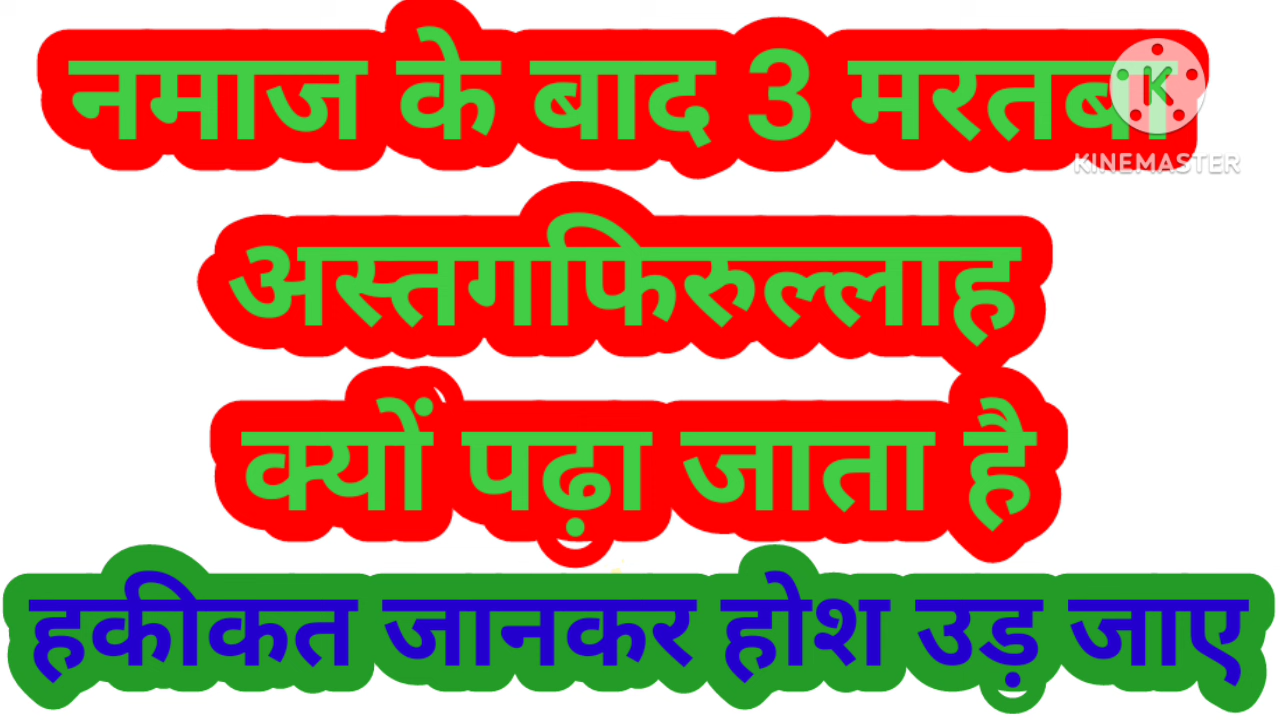 नमाज के बाद 3 मरतबा
KINEMASTER
अस्तगफिरुल्लाह
क्यों पढ़ा जाता है
हकीकत जानकर होश उड़ जाए